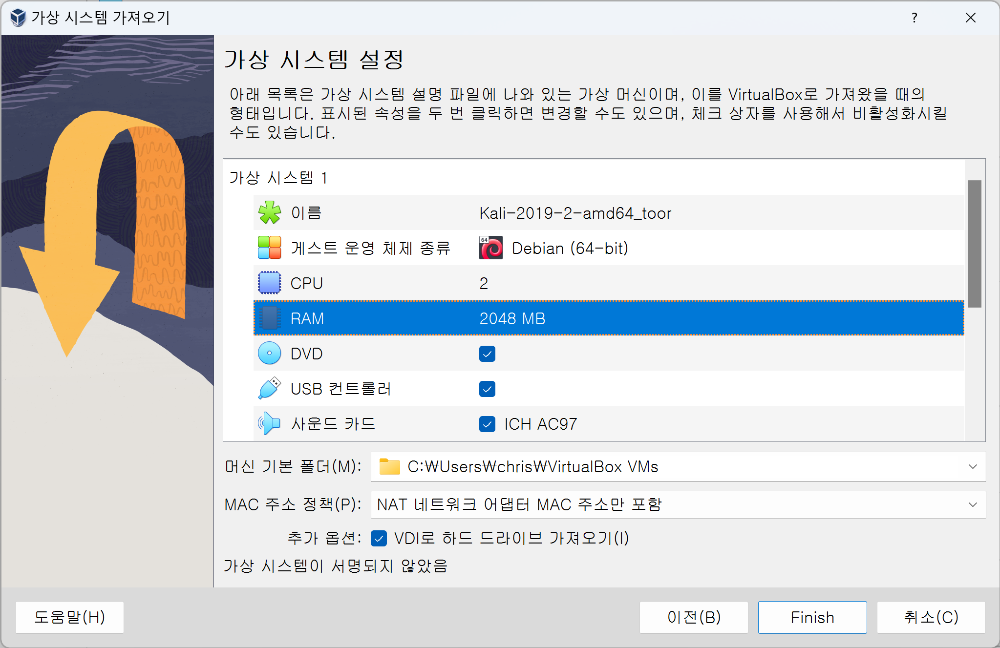 가상 시스템 가져오기
?
가상 시스템 설정
아래 목록은 가상 시스템 설명 파일에 나와 있는 가상 머신이며, 이를 VirtualBox로 가져왔을 때의
형태입니다. 표시된 속성을 두 번 클릭하면 변경할 수도 있으며, 체크 상자를 사용해서 비활성화시킬
수도 있습니다.
가상 시스템 1
이름 Kali-2019-2-amd64_toor
게스트 운영 체제 종류 64 Debian (64-bit)
CPU 2
RAM 2048 MB
DVD
USB 컨트롤러
사운드 카드 ICH AC97
머신 기본 폴더(M): C:₩Users₩chris₩VirtualBox VMs
MAC 주소 정책(P): NAT 네트워크 어댑터 MAC 주소만 포함
추가 옵션: VDI로 하드 드라이브 가져오기(I)
가상 시스템이 서명되지 않았음
도움말(H) 이전(B) Finish 취소(C)